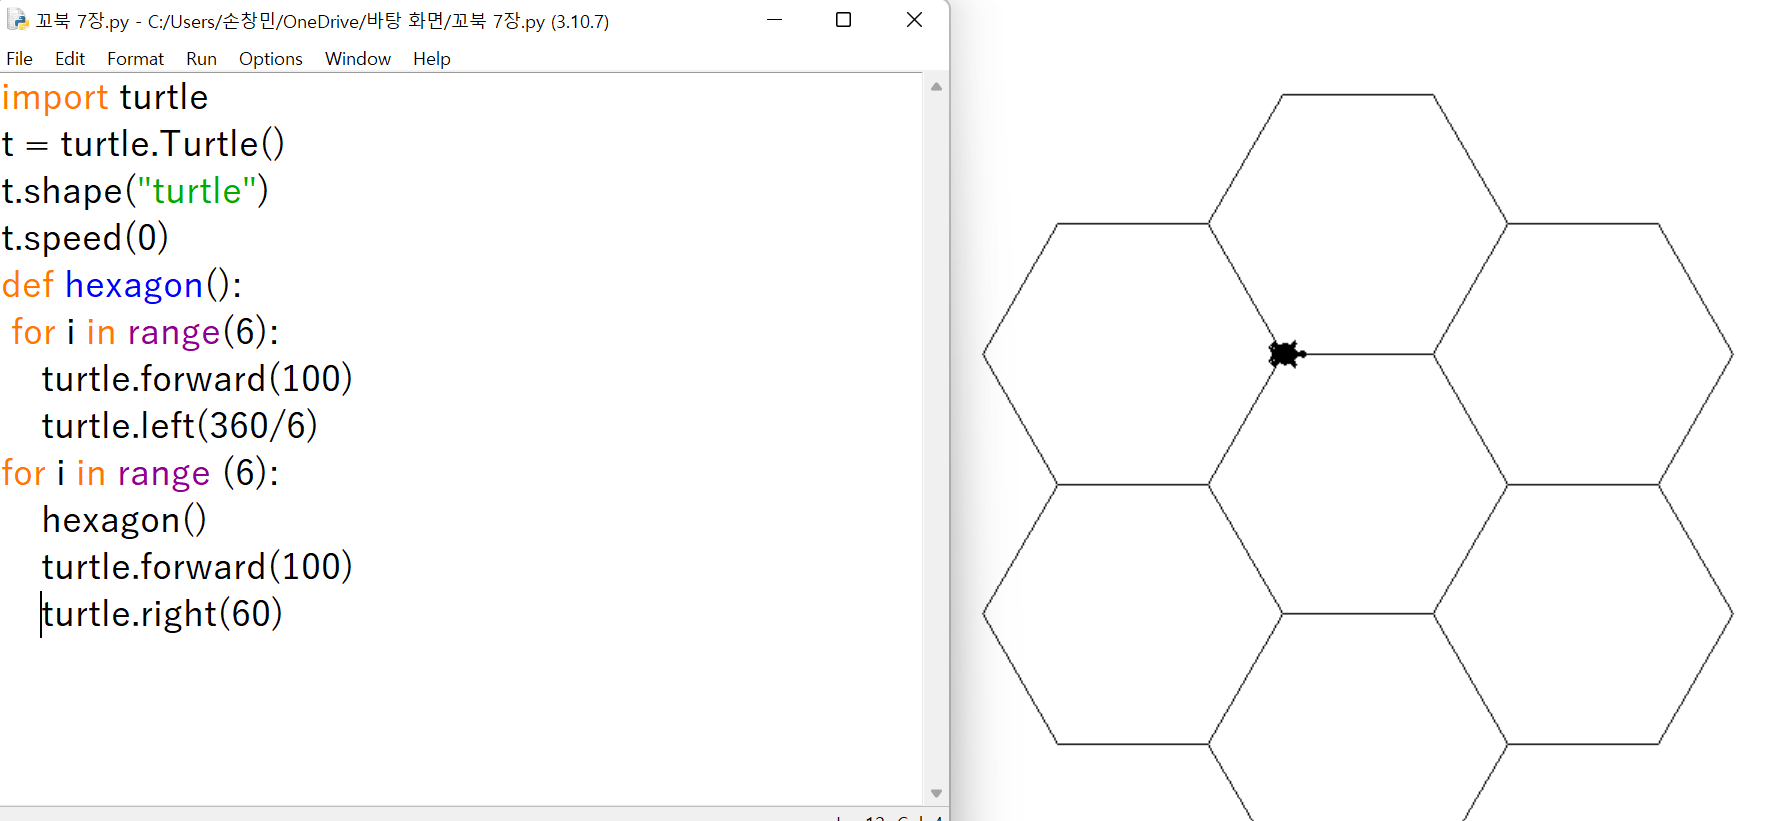 꼬북 7장.py - C:/Users/손창민/OneDrive/바탕 화면/꼬북 7장.py (3.10.7)
File Edit Format Run Options Window Help
import turtle
t = turtle.Turtle()
t.shape("turtle")
t.speed(0)
def hexagon():
 for i in range(6):
    turtle.forward(100)
    turtle.left(360/6)
for i in range (6):
    hexagon()
    turtle.forward(100)
    turtle.right(60)